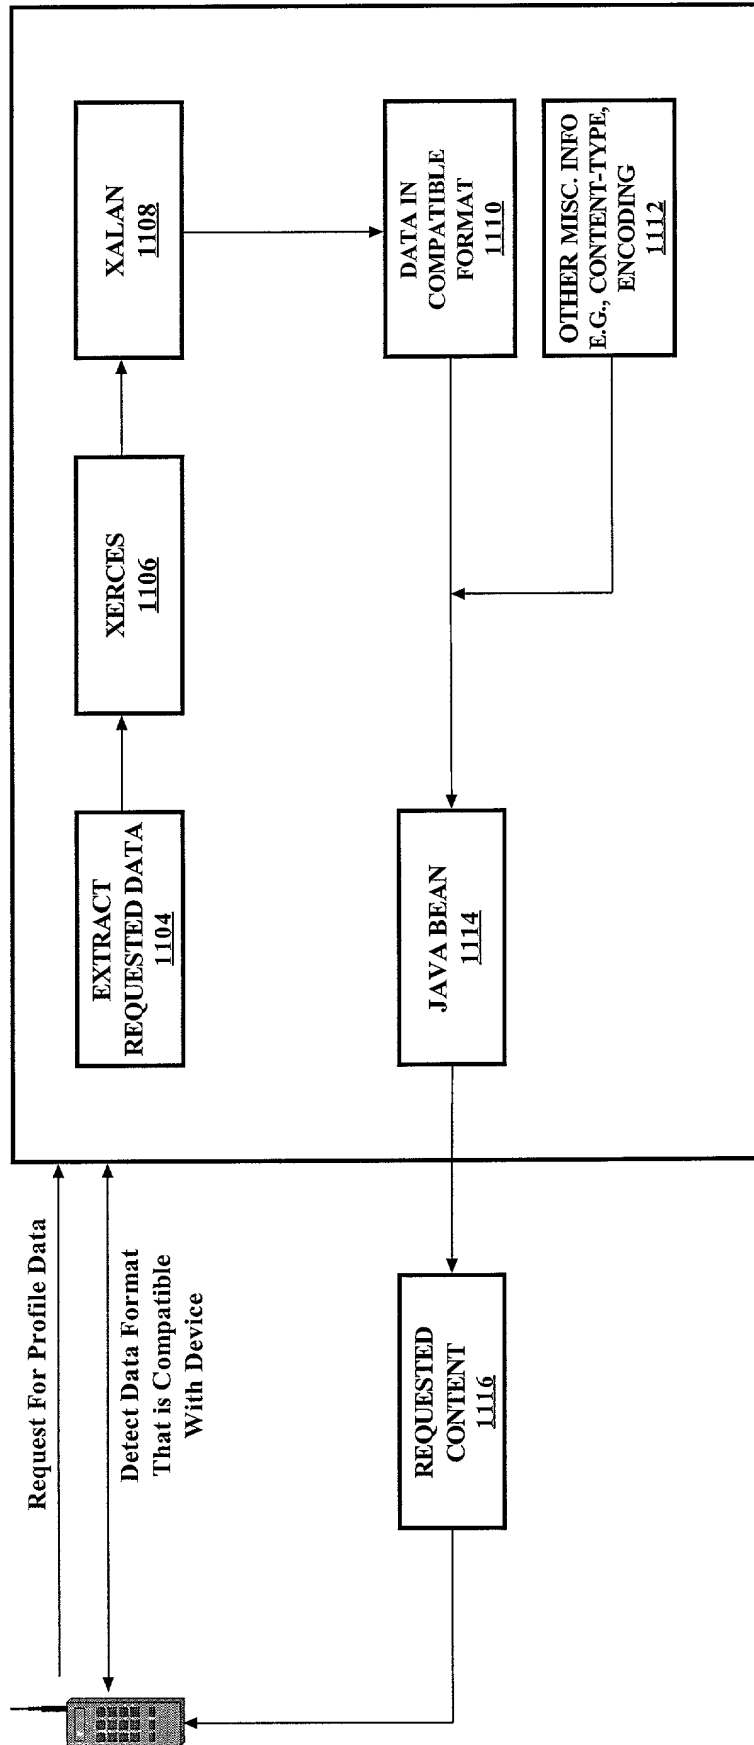 Request For Profile Data
Detect Data Format
That is Compatible
With Device
EXTRACT
REQUESTED DATA
1104
XERCES
1106
XALAN
1108
DATA IN
COMPATIBLE
FORMAT
1110
OTHER MISC. INFO
E.G., CONTENT-TYPE,
ENCODING
1112
JAVA BEAN
1114
REQUESTED
CONTENT
1116